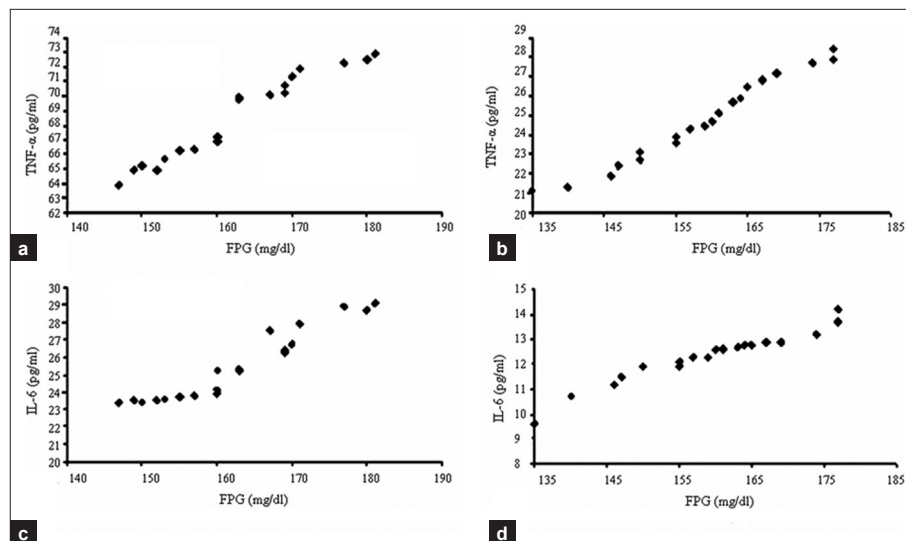 73
72
71
70
69
68
67
66
65
64
63
62
TNF-α (pg/ml)
140 150 160 170 180 190
FPG (mg/dl)
a
29
28
27
26
25
24
23
22
21
20
TNF-α (pg/ml)
135 145 155 165 175 185
FPG (mg/dl)
b
30
29
28
27
26
25
24
23
22
21
20
IL-6 (pg/ml)
140 150 160 170 180 190
FPG (mg/dl)
c
15
14
13
12
11
10
9
8
IL-6 (pg/ml)
135 145 155 165 175 185
FPG (mg/dl)
d